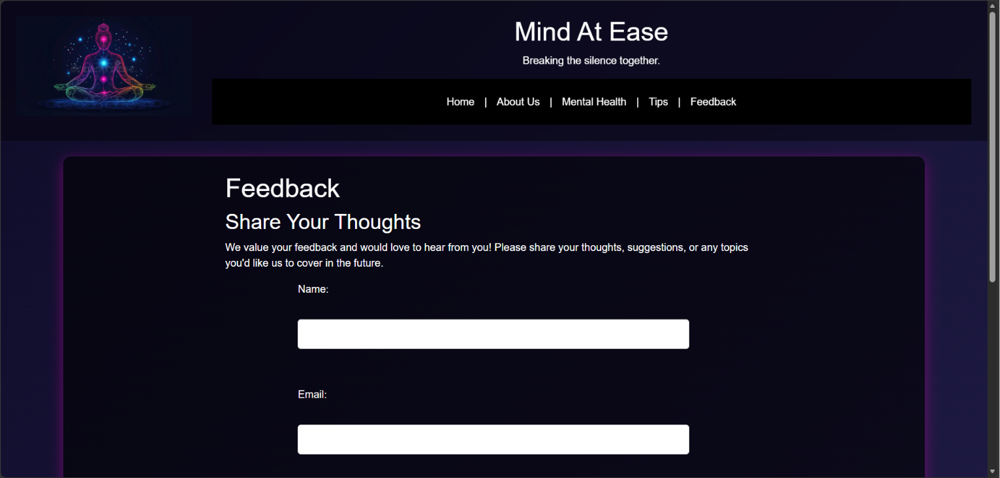 Mind At Ease
Breaking the silence together.
Home | About Us | Mental Health | Tips | Feedback
Feedback
Share Your Thoughts
We value your feedback and would love to hear from you! Please share your thoughts, suggestions, or any topics
you'd like us to cover in the future.
Name:
Email: